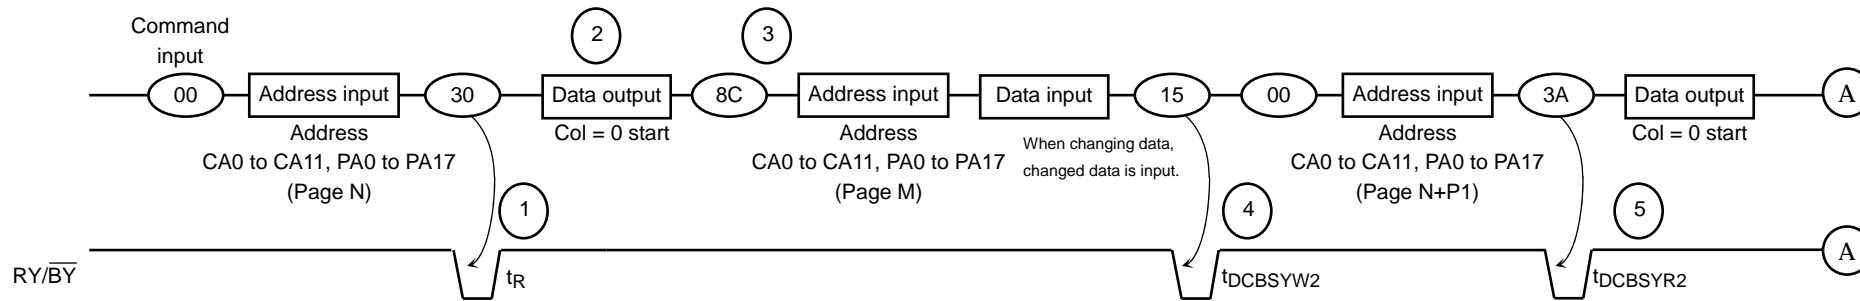 Command
input
2
3
00
Address input
30
Data output
8C
Address input
Data input
15
00
Address input
3A
Data output
A
Address
CA0 to CA11, PA0 to PA17
(Page N)
Col = 0 start
Address
CA0 to CA11, PA0 to PA17
(Page M)
When changing data,
changed data is input.
Address
CA0 to CA11, PA0 to PA17
(Page N+P1)
Col = 0 start
1
4
5
RY/BY
tR
tDCBSYW2
tDCBSYR2
A